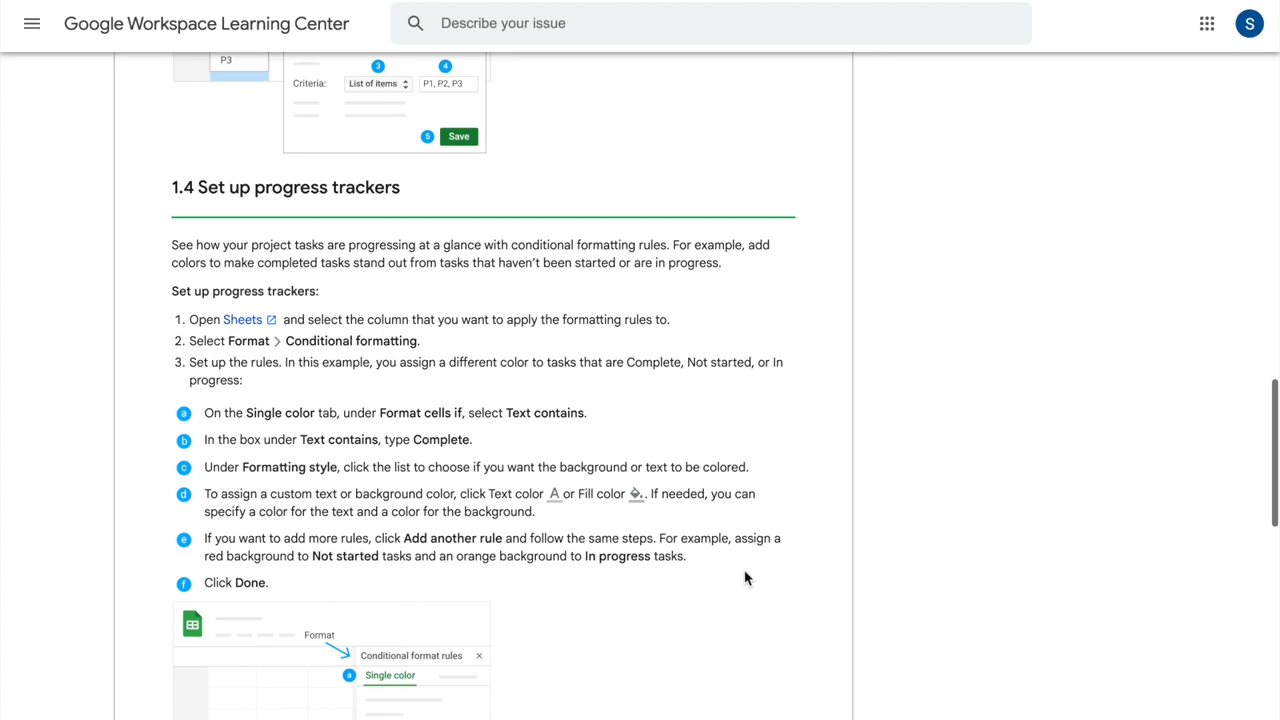 Google Workspace Learning Center
Describe your issue
S
P3
3 4
Criteria: List of items P1, P2, P3
5 Save
1.4 Set up progress trackers
See how your project tasks are progressing at a glance with conditional formatting rules. For example, add
colors to make completed tasks stand out from tasks that haven't been started or are in progress.
Set up progress trackers:
1. Open Sheets and select the column that you want to apply the formatting rules to.
2. Select Format > Conditional formatting.
3. Set up the rules. In this example, you assign a different color to tasks that are Complete, Not started, or In
progress:
a On the Single color tab, under Format cells if, select Text contains.
b In the box under Text contains, type Complete.
c Under Formatting style, click the list to choose if you want the background or text to be colored.
d To assign a custom text or background color, click Text color A or Fill color . If needed, you can
specify a color for the text and a color for the background.
e If you want to add more rules, click Add another rule and follow the same steps. For example, assign a
red background to Not started tasks and an orange background to In progress tasks.
f Click Done.
Format
Conditional format rules ×
a Single color